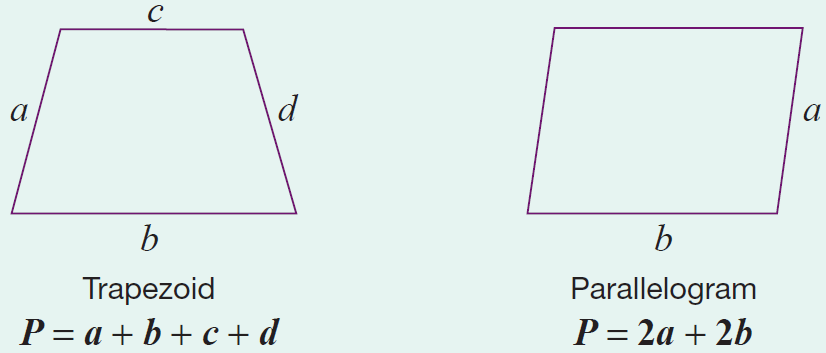 c
a
d
b
Trapezoid
P = a + b + c + d
a
b
Parallelogram
P = 2a + 2b